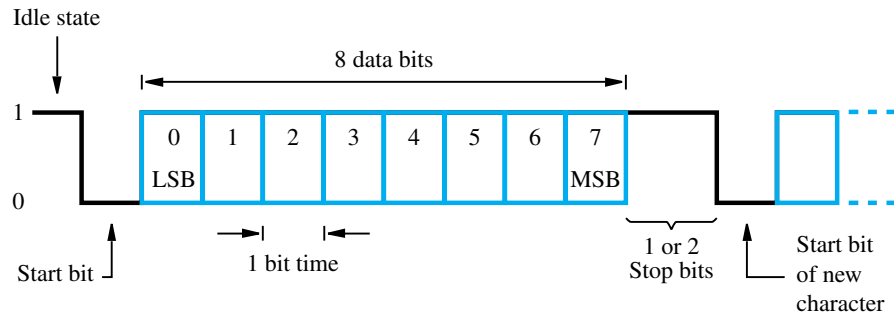 Idle state
8 data bits
1
0 1 2 3 4 5 6 7
LSB MSB
0
Start bit
1 bit time
1 or 2
Stop bits
Start bit
of new
character